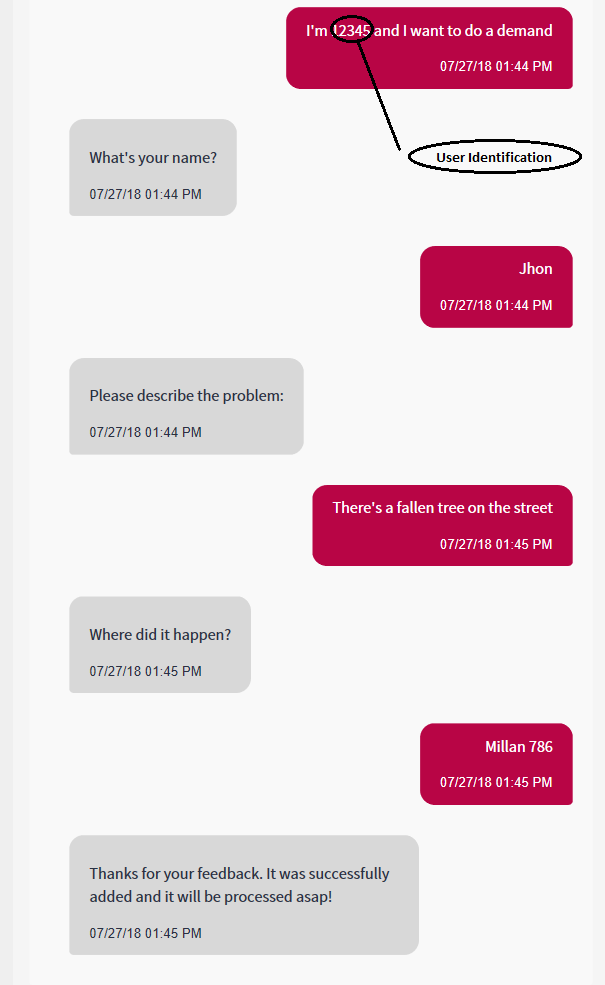 I'm 12345 and I want to do a demand
07/27/18 01:44 PM
User Identification
What's your name?
07/27/18 01:44 PM
Jhon
07/27/18 01:44 PM
Please describe the problem:
07/27/18 01:44 PM
There's a fallen tree on the street
07/27/18 01:45 PM
Where did it happen?
07/27/18 01:45 PM
Millan 786
07/27/18 01:45 PM
Thanks for your feedback. It was successfully
added and it will be processed asap!
07/27/18 01:45 PM